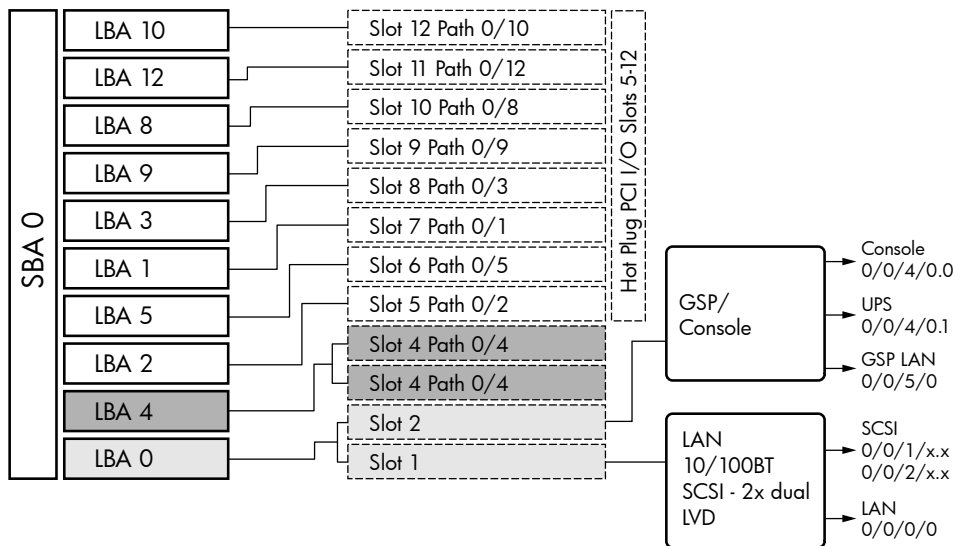 SBA 0
LBA 10
LBA 12
LBA 8
LBA 9
LBA 3
LBA 1
LBA 5
LBA 2
LBA 4
LBA 0
Slot 12 Path 0/10
Slot 11 Path 0/12
Slot 10 Path 0/8
Slot 9 Path 0/9
Slot 8 Path 0/3
Slot 7 Path 0/1
Slot 6 Path 0/5
Slot 5 Path 0/2
Slot 4 Path 0/4
Slot 4 Path 0/4
Slot 2
Slot 1
Hot Plug PCI I/O Slots 5-12
GSP/
Console
Console
0/0/4/0.0
UPS
0/0/4/0.1
GSP LAN
0/0/5/0
LAN
10/100BT
SCSI - 2x dual
LVD
SCSI
0/0/1/x.x
0/0/2/x.x
LAN
0/0/0/0